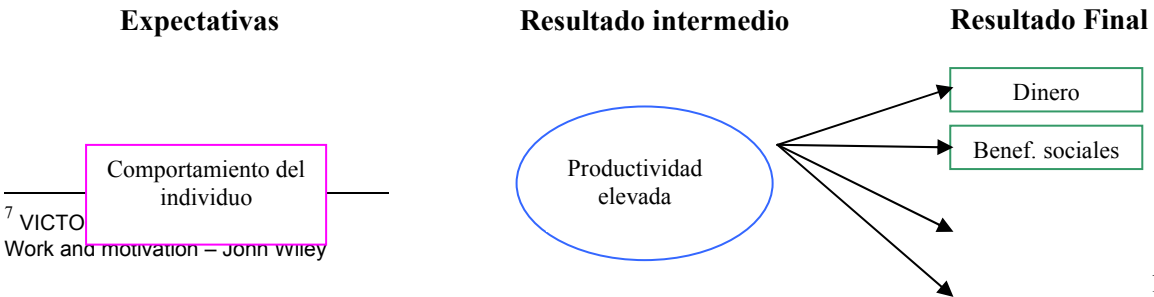 Expectativas
Resultado intermedio
Resultado Final
Dinero
Benef. sociales
Comportamiento del
individuo
Productividad
elevada
7 VICTO
Work and motivation – John Wiley